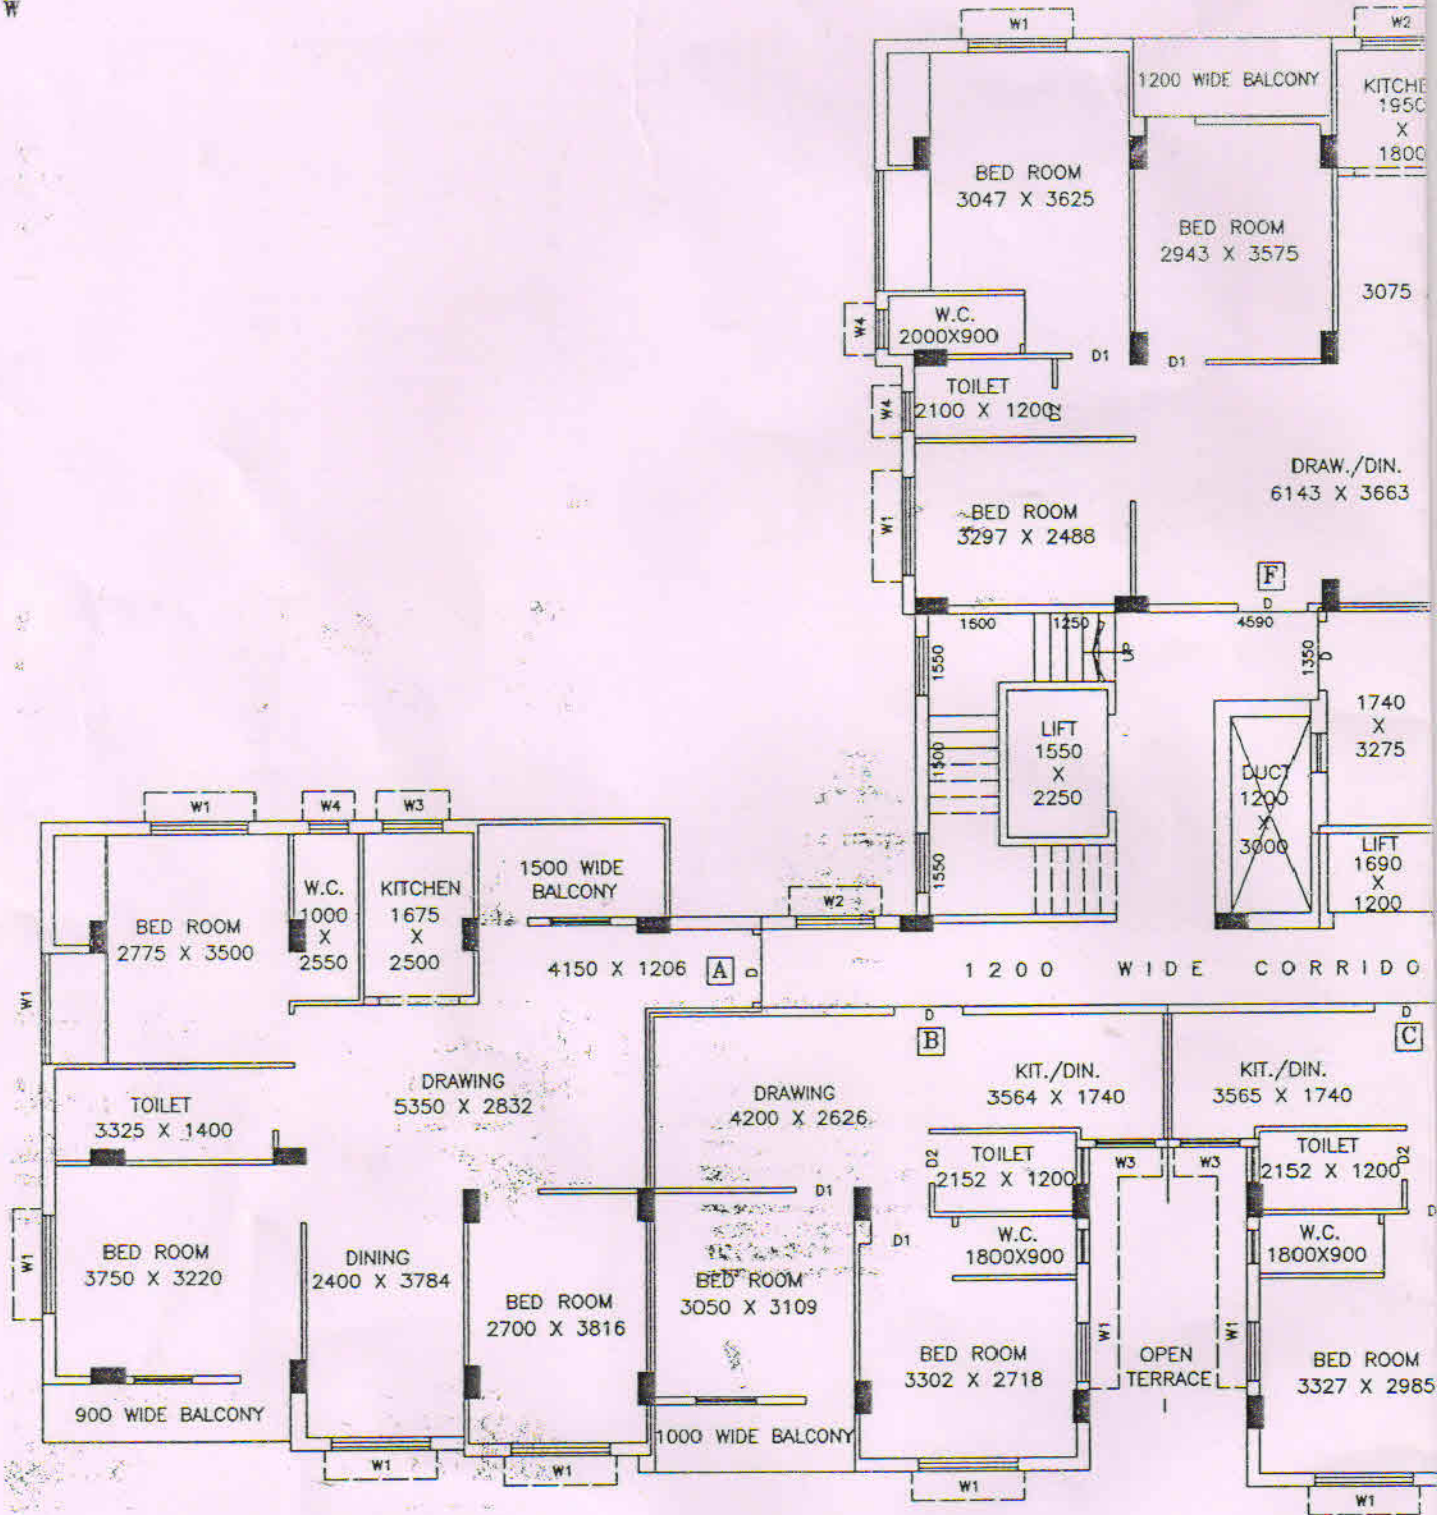 W
W1
W2
1200 WIDE BALCONY
KITCHE
1950
X
1800
BED ROOM
3047 X 3625
BED ROOM
2943 X 3575
3075
W4
W.C.
2000X900
D1
D1
W4
TOILET
2100 X 1200
D2
DRAW./DIN.
6143 X 3663
W1
BED ROOM
3297 X 2488
F
D
1600
1250
4590
UP
1550
1350
D
1740
X
3275
LIFT
1550
X
2250
1500
DUCT
1200
X
3000
1550
LIFT
1690
X
1200
W1
W4
W3
1500 WIDE
BALCONY
W2
BED ROOM
2775 X 3500
W.C.
1000
X
2550
KITCHEN
1675
X
2500
4150 X 1206
A
D
1200 WIDE CORRIDO
W1
D
D
B
C
DRAWING
5350 X 2832
DRAWING
4200 X 2626
KIT./DIN.
3564 X 1740
KIT./DIN.
3565 X 1740
TOILET
3325 X 1400
D2
TOILET
2152 X 1200
W3
W3
TOILET
2152 X 1200
D2
D1
D
W1
BED ROOM
3750 X 3220
DINING
2400 X 3784
BED ROOM
2700 X 3816
BED ROOM
3050 X 3109
D1
W.C.
1800X900
W.C.
1800X900
BED ROOM
3302 X 2718
W1
OPEN
TERRACE
W1
BED ROOM
3327 X 2985
900 WIDE BALCONY
1000 WIDE BALCONY
W1
W1
W1
W1